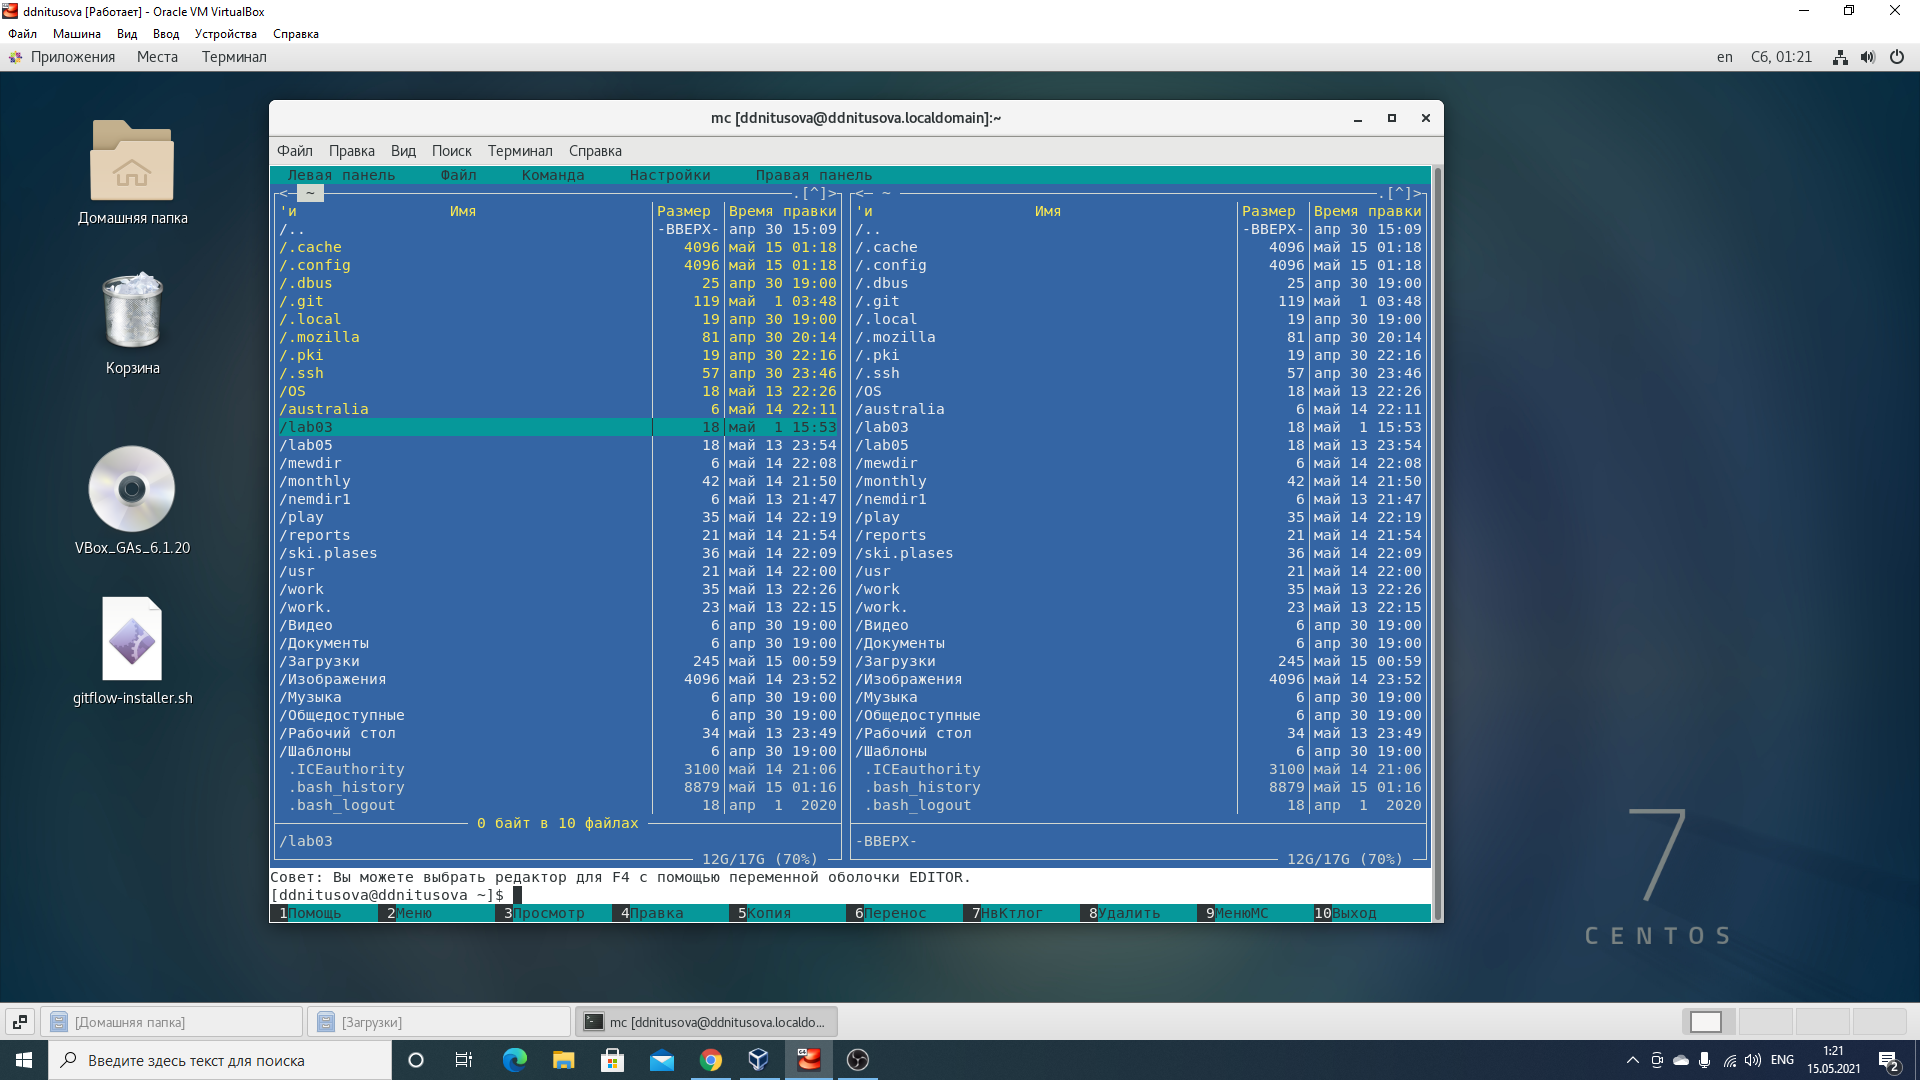 ddnitusova [Работает] - Oracle VM VirtualBox
Файл Машина Вид Ввод Устройства Справка
Приложения Места Терминал en Сб, 01:21
Домашняя папка
Корзина
VBox_GAs_6.1.20
gitflow-installer.sh
mc [ddnitusova@ddnitusova.localdomain]:~
Файл Правка Вид Поиск Терминал Справка
Левая панель Файл Команда Настройки Правая панель
<─ ~ .[^]> <─ ~ .[^]>
'и Имя Размер Время правки 'и Имя Размер Время правки
/.. -ВВЕРХ- апр 30 15:09 /.. -ВВЕРХ- апр 30 15:09
/.cache 4096 май 15 01:18 /.cache 4096 май 15 01:18
/.config 4096 май 15 01:18 /.config 4096 май 15 01:18
/.dbus 25 апр 30 19:00 /.dbus 25 апр 30 19:00
/.git 119 май 1 03:48 /.git 119 май 1 03:48
/.local 19 апр 30 19:00 /.local 19 апр 30 19:00
/.mozilla 81 апр 30 20:14 /.mozilla 81 апр 30 20:14
/.pki 19 апр 30 22:16 /.pki 19 апр 30 22:16
/.ssh 57 апр 30 23:46 /.ssh 57 апр 30 23:46
/OS 18 май 13 22:26 /OS 18 май 13 22:26
/australia 6 май 14 22:11 /australia 6 май 14 22:11
/lab03 18 май 1 15:53 /lab03 18 май 1 15:53
/lab05 18 май 13 23:54 /lab05 18 май 13 23:54
/mewdir 6 май 14 22:08 /mewdir 6 май 14 22:08
/monthly 42 май 14 21:50 /monthly 42 май 14 21:50
/nemdir1 6 май 13 21:47 /nemdir1 6 май 13 21:47
/play 35 май 14 22:19 /play 35 май 14 22:19
/reports 21 май 14 21:54 /reports 21 май 14 21:54
/ski.plases 36 май 14 22:09 /ski.plases 36 май 14 22:09
/usr 21 май 14 22:00 /usr 21 май 14 22:00
/work 35 май 13 22:26 /work 35 май 13 22:26
/work. 23 май 13 22:15 /work. 23 май 13 22:15
/Видео 6 апр 30 19:00 /Видео 6 апр 30 19:00
/Документы 6 апр 30 19:00 /Документы 6 апр 30 19:00
/Загрузки 245 май 15 00:59 /Загрузки 245 май 15 00:59
/Изображения 4096 май 14 23:52 /Изображения 4096 май 14 23:52
/Музыка 6 апр 30 19:00 /Музыка 6 апр 30 19:00
/Общедоступные 6 апр 30 19:00 /Общедоступные 6 апр 30 19:00
/Рабочий стол 34 май 13 23:49 /Рабочий стол 34 май 13 23:49
/Шаблоны 6 апр 30 19:00 /Шаблоны 6 апр 30 19:00
.ICEauthority 3100 май 14 21:06 .ICEauthority 3100 май 14 21:06
.bash_history 8879 май 15 01:16 .bash_history 8879 май 15 01:16
.bash_logout 18 апр 1 2020 .bash_logout 18 апр 1 2020
0 байт в 10 файлах
/lab03 -ВВЕРХ-
12G/17G (70%) 12G/17G (70%)
Совет: Вы можете выбрать редактор для F4 с помощью переменной оболочки EDITOR.
[ddnitusova@ddnitusova ~]$
1Помощь 2Меню 3Просмотр 4Правка 5Копия 6Перенос 7НвКтлог 8Удалить 9МенюМС 10Выход
7
CENTOS
[Домашняя папка] [Загрузки] mc [ddnitusova@ddnitusova.localdo...
Введите здесь текст для поиска
ENG 1:21
15.05.2021
2